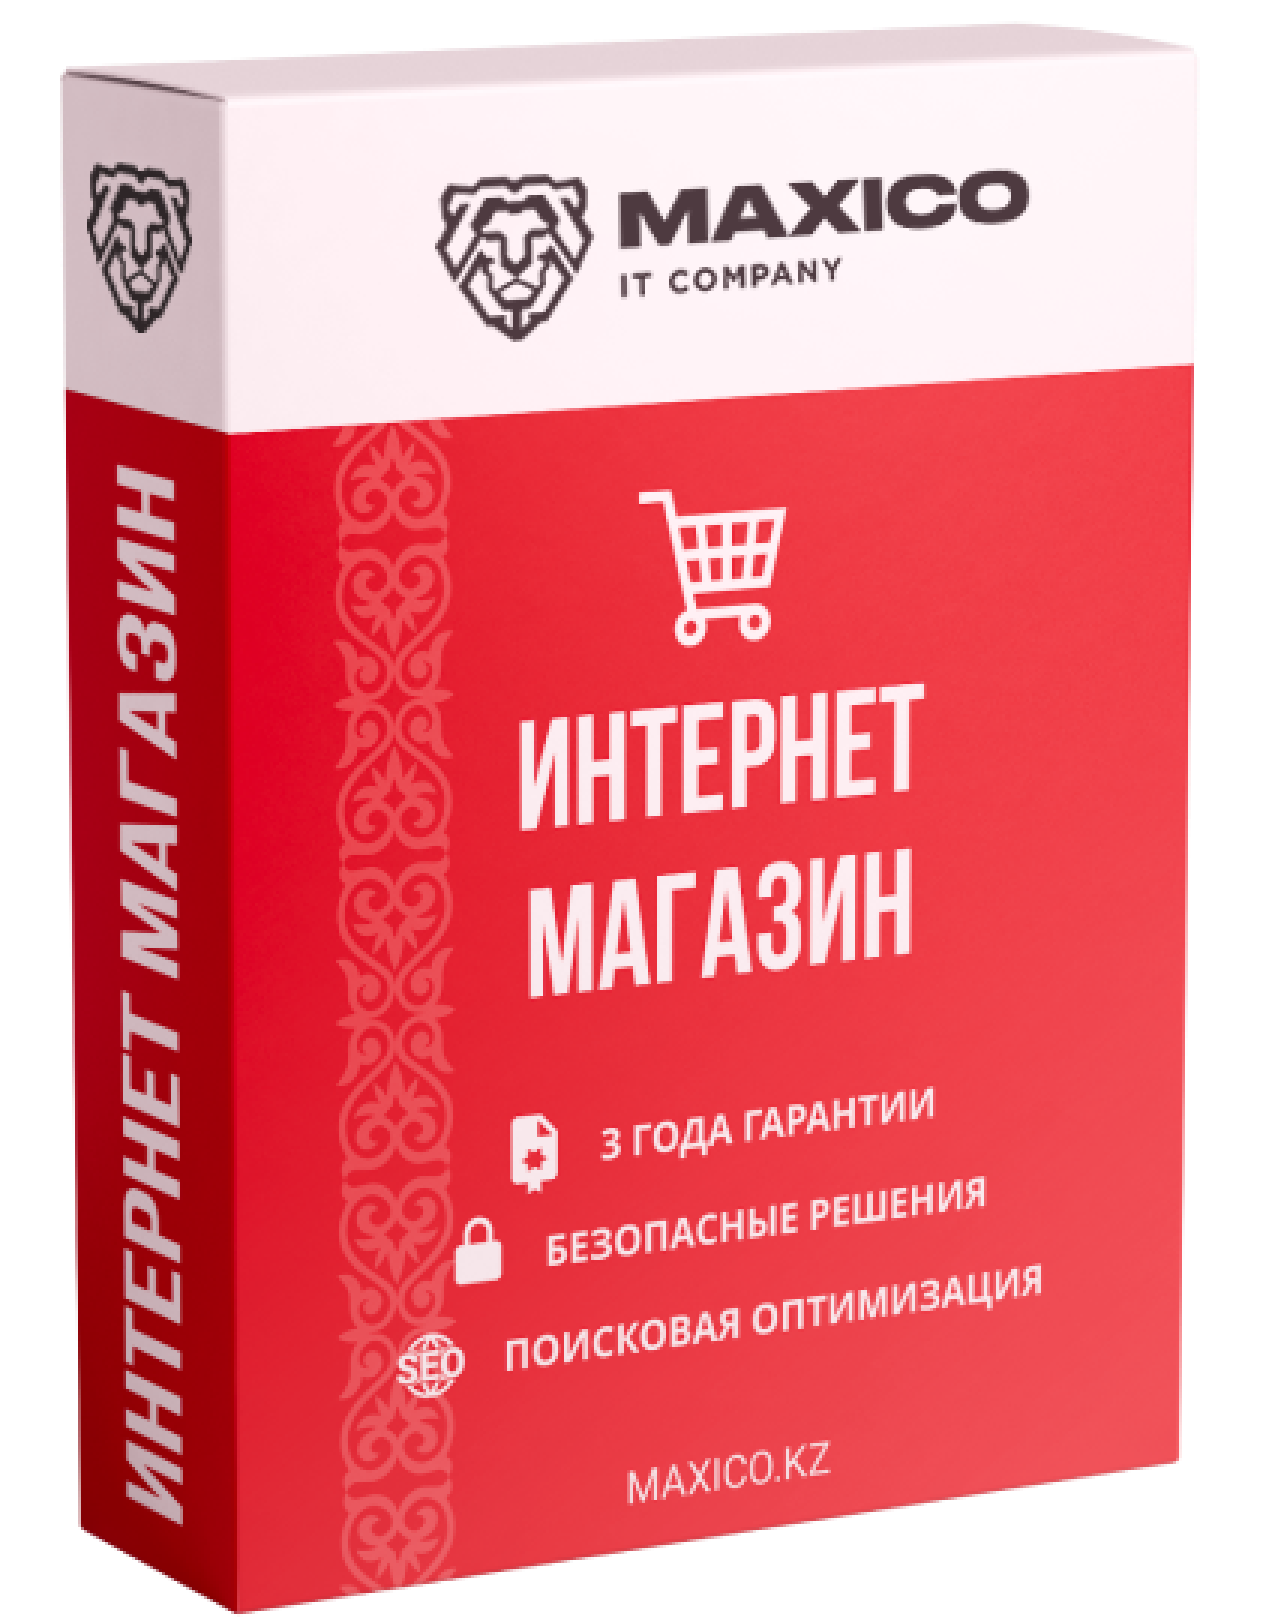 MAXICO
IT COMPANY
ИНТЕРНЕТ МАГАЗИН
ИНТЕРНЕТ
МАГАЗИН
3 ГОДА ГАРАНТИИ
БЕЗОПАСНЫЕ РЕШЕНИЯ
SEO
ПОИСКОВАЯ ОПТИМИЗАЦИЯ
MAXICO.KZ